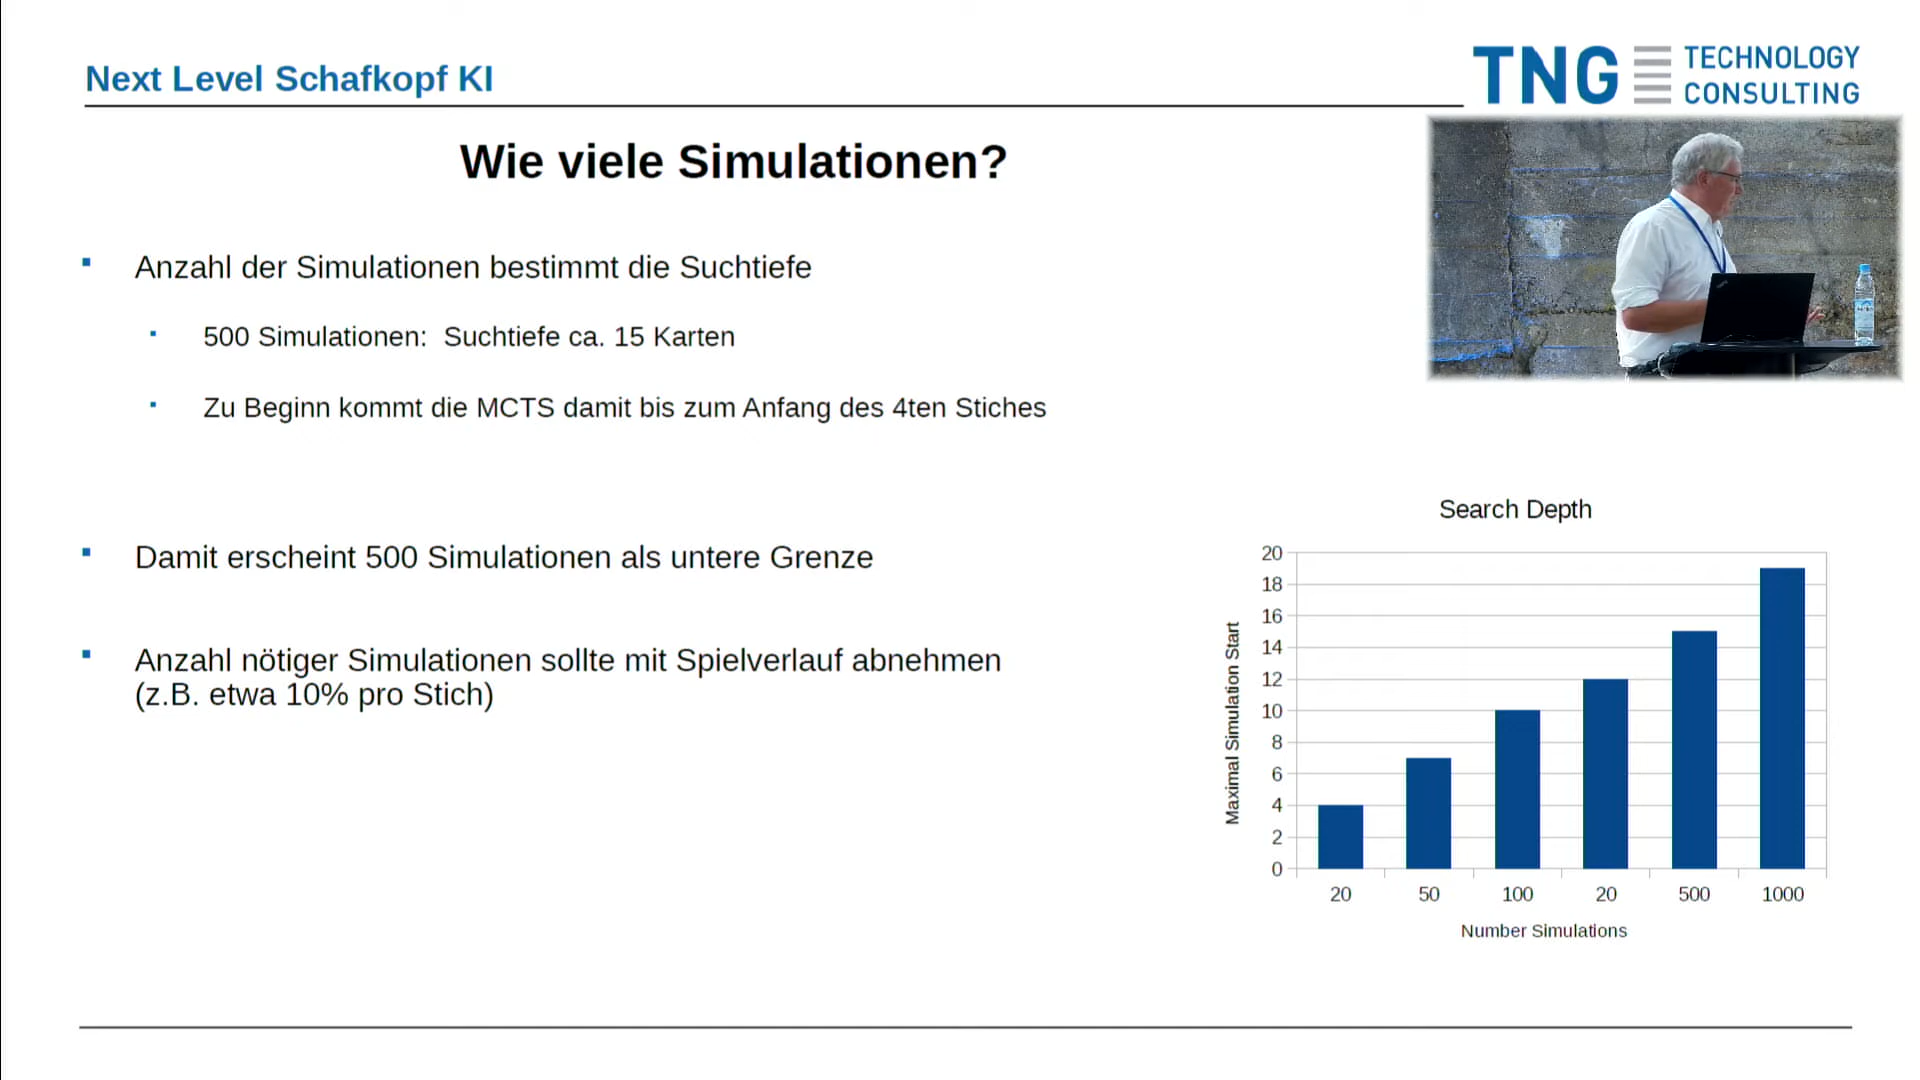 Next Level Schafkopf KI
TNG TECHNOLOGY
CONSULTING
Wie viele Simulationen?
Anzahl der Simulationen bestimmt die Suchtiefe
500 Simulationen: Suchtiefe ca. 15 Karten
Zu Beginn kommt die MCTS damit bis zum Anfang des 4ten Stiches
Damit erscheint 500 Simulationen als untere Grenze
Anzahl nötiger Simulationen sollte mit Spielverlauf abnehmen
(z.B. etwa 10% pro Stich)
Search Depth
Maximal Simulation Start
20
18
16
14
12
10
8
6
4
2
0
20 50 100 20 500 1000
Number Simulations